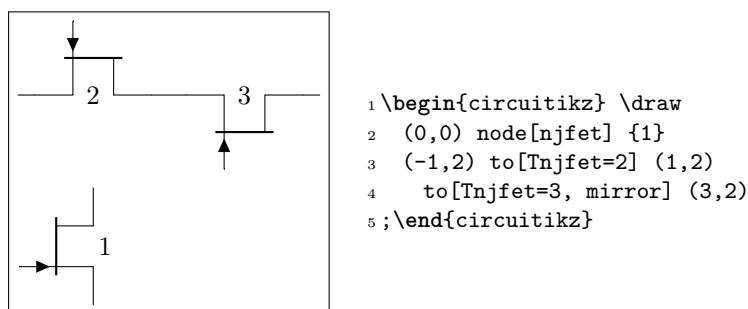 2 3
1
1 \begin{circuitikz} \draw
2 (0,0) node[njfet] {1}
3 (-1,2) to[Tnjfet=2] (1,2)
4 to[Tnjfet=3, mirror] (3,2)
5 ;\end{circuitikz}